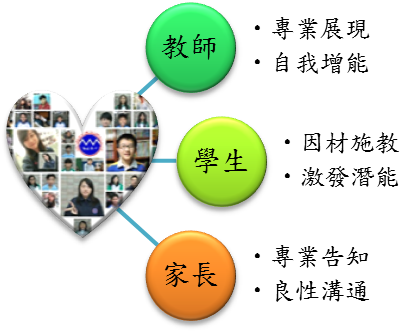 教師
・專業展現
・自我增能
學生
・因材施教
・激發潛能
家長
・專業告知
・良性溝通